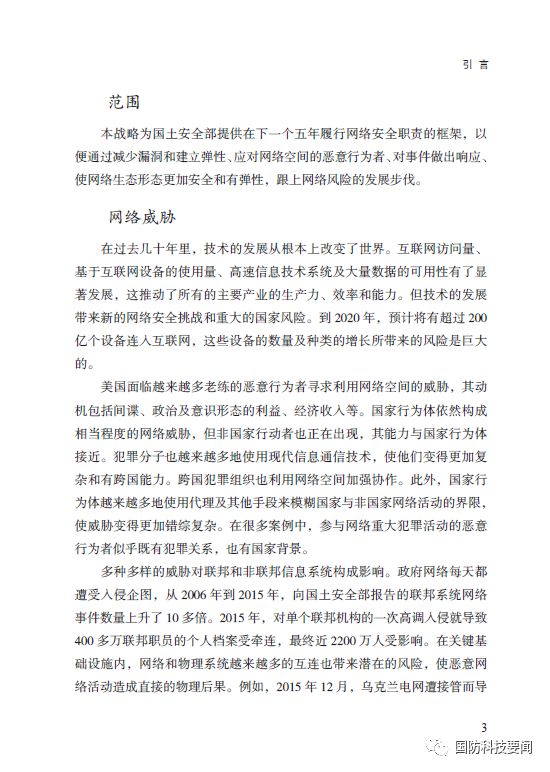 引 言
范围
本战略为国土安全部提供在下一个五年履行网络安全职责的框架，以
便通过减少漏洞和建立弹性、应对网络空间的恶意行为者、对事件做出响应、
使网络生态形态更加安全和有弹性，跟上网络风险的发展步伐。
网络威胁
在过去几十年里，技术的发展从根本上改变了世界。互联网访问量、
基于互联网设备的使用量、高速信息技术系统及大量数据的可用性有了显
著发展，这推动了所有的主要产业的生产力、效率和能力。但技术的发展
带来新的网络安全挑战和重大的国家风险。到 2020 年，预计将有超过 200
亿个设备连入互联网，这些设备的数量及种类的增长所带来的风险是巨大
的。
美国面临越来越多老练的恶意行为者寻求利用网络空间的威胁，其动
机包括间谍、政治及意识形态的利益、经济收入等。国家行为体依然构成
相当程度的网络威胁，但非国家行动者也正在出现，其能力与国家行为体
接近。犯罪分子也越来越多地使用现代信息通信技术，使他们变得更加复
杂和有跨国能力。跨国犯罪组织也利用网络空间加强协作。此外，国家行
为体越来越多地使用代理及其他手段来模糊国家与非国家网络活动的界限，
使威胁变得更加错综复杂。在很多案例中，参与网络重大犯罪活动的恶意
行为者似乎既有犯罪关系，也有国家背景。
多种多样的威胁对联邦和非联邦信息系统构成影响。政府网络每天都
遭受入侵企图，从 2006 年到 2015 年，向国土安全部报告的联邦系统网络
事件数量上升了 10 多倍。2015 年，对单个联邦机构的一次高调入侵就导致
400 多万联邦职员的个人档案受牵连，最终近 2200 万人受影响。在关键基
础设施内，网络和物理系统越来越多的互连也带来潜在的风险，使恶意网
络活动造成直接的物理后果。例如，2015 年 12 月，乌克兰电网遭接管而导
3
国防科技要闻